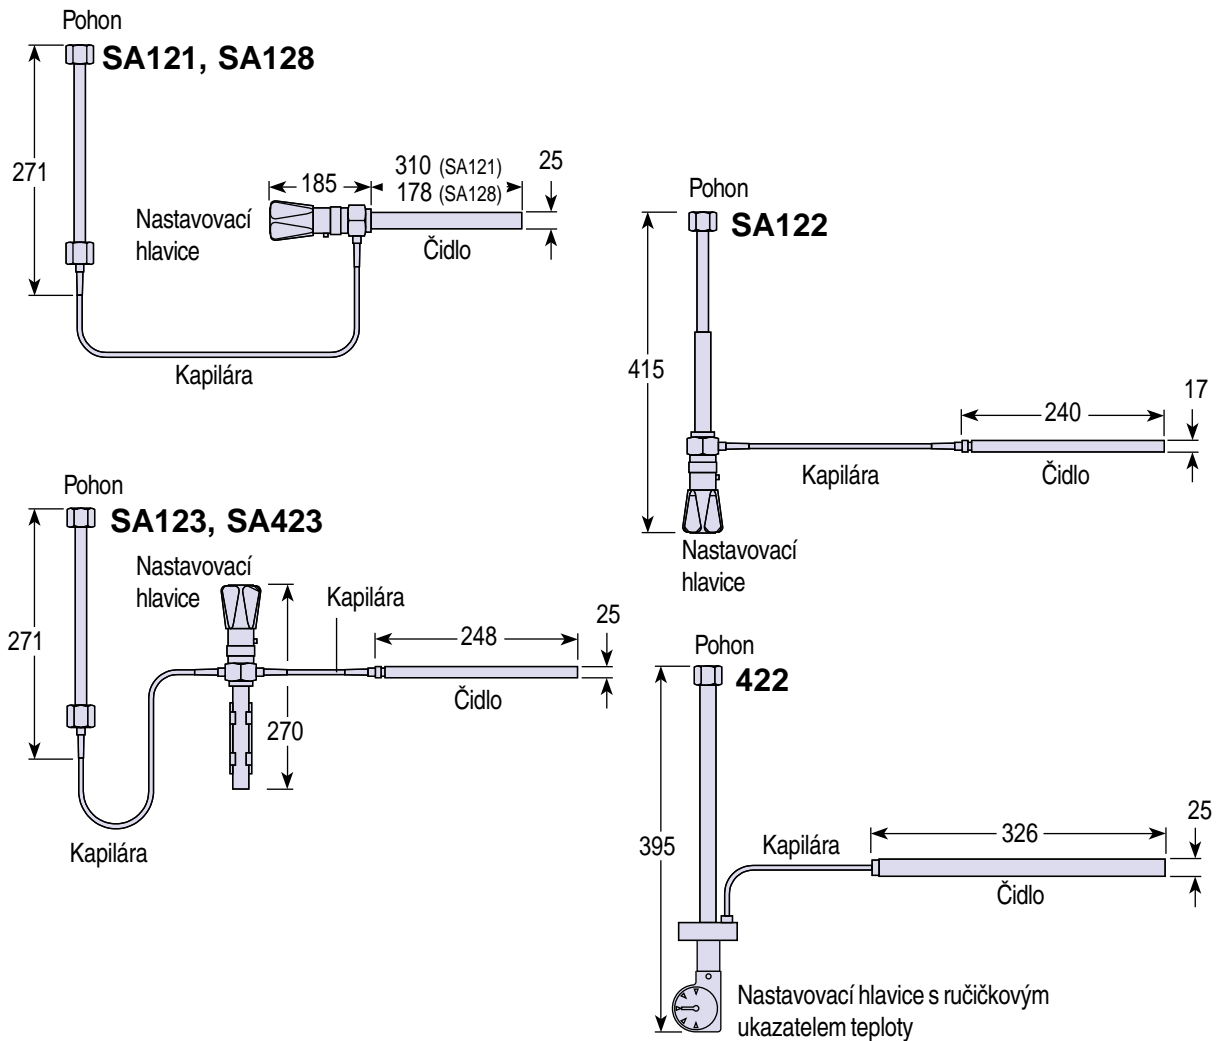 Pohon
SA121, SA128
271
185
310 (SA121)
178 (SA128)
25
Nastavovací
hlavice
Čidlo
Kapilára
Pohon
SA122
415
240
17
Kapilára
Čidlo
Nastavovací
hlavice
Pohon
SA123, SA423
Nastavovací
hlavice
Kapilára
271
248
25
Čidlo
270
Kapilára
Pohon
422
395
Kapilára
326
25
Čidlo
Nastavovací hlavice s ručičkovým
ukazatelem teploty